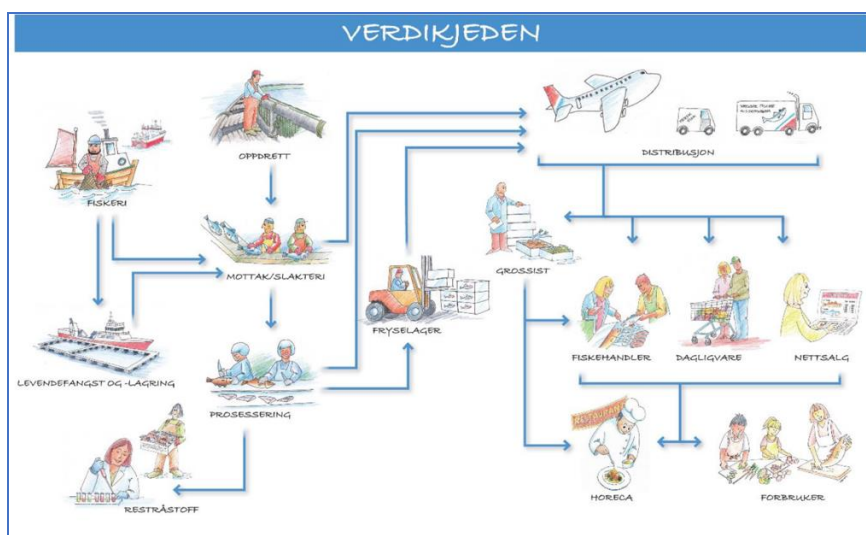 VERDIKJEDEN
OPPDRETT
DISTRIBUSJON
FISKERI
MOTTAK/SLAKTERI
GROSSIST
FRYSELAGER
LEVENDEFANGST OG -LAGRING
PROSESSERING
FISKEHANDLER
DAGLIGVARE
NETTSALG
RESTAURANT
RESTRÅSTOFF
HORECA
FORBRUKER